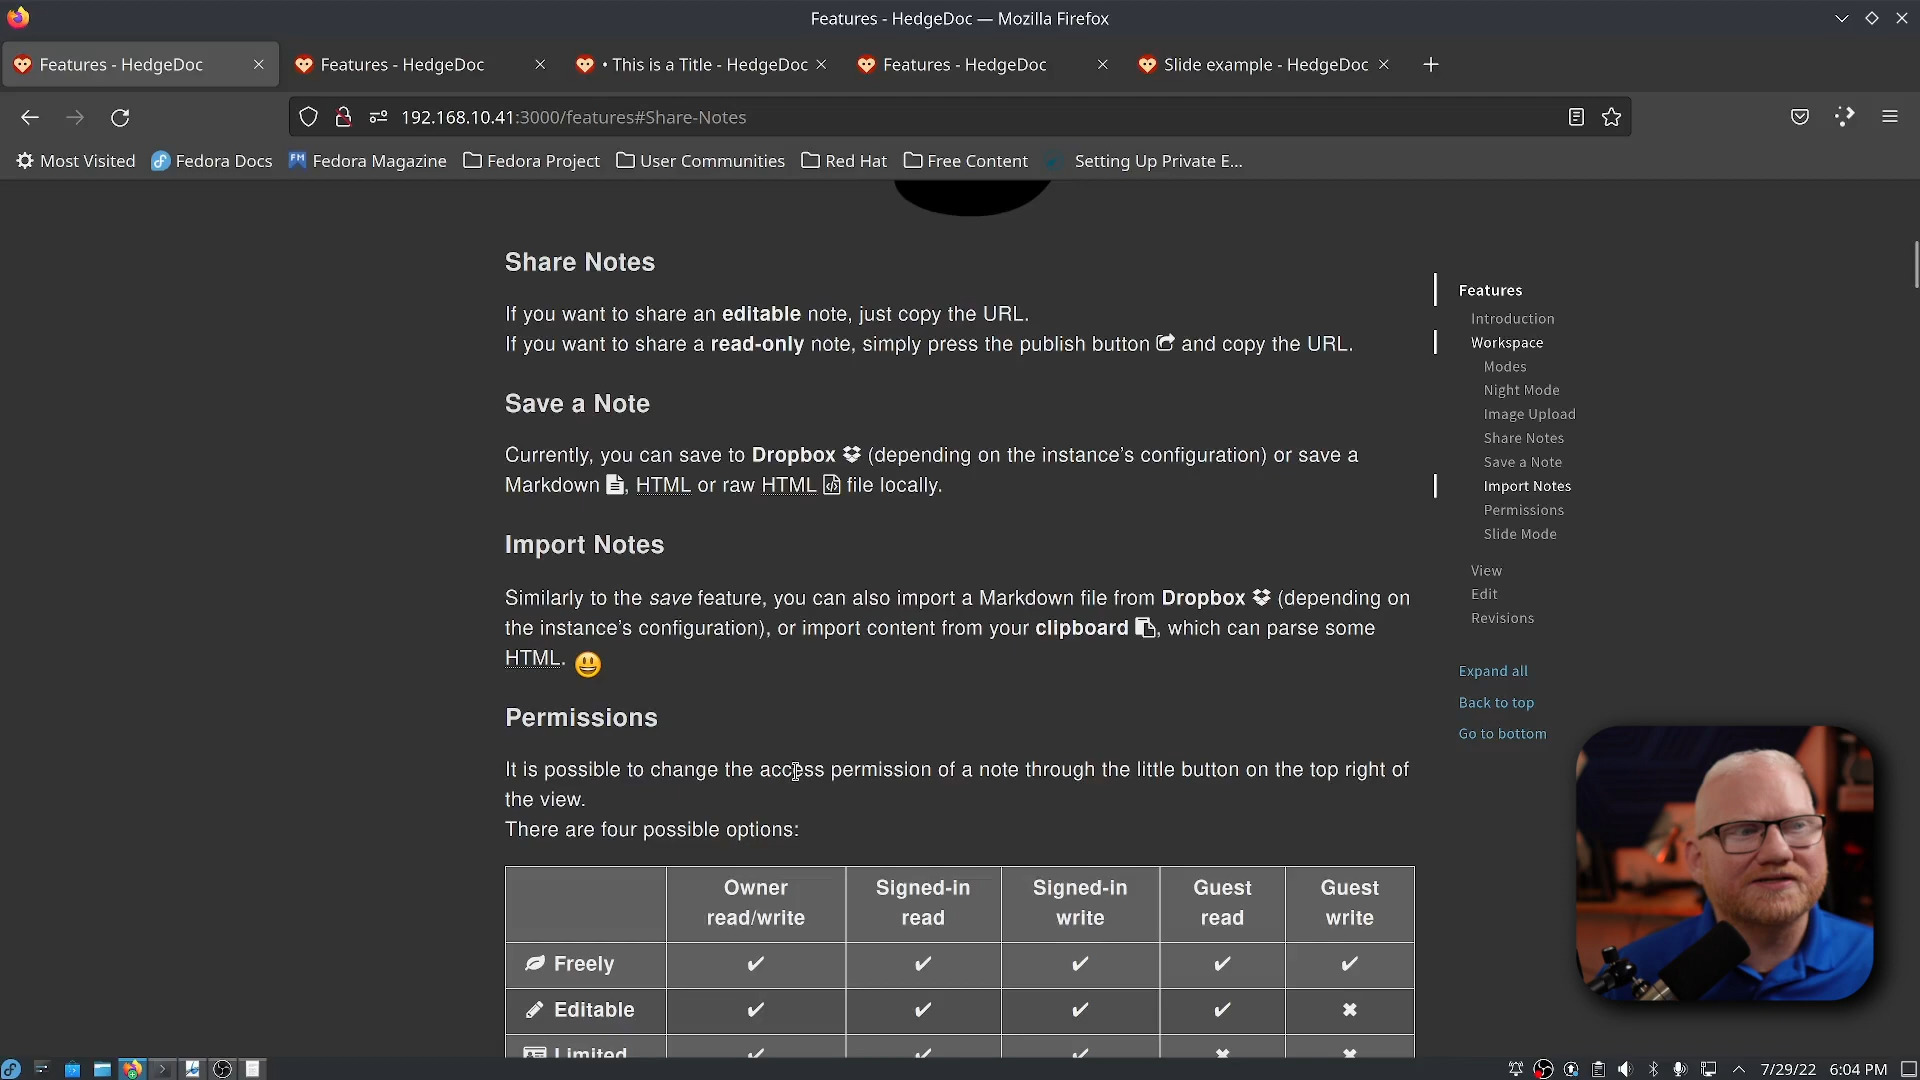 Features - HedgeDoc — Mozilla Firefox
Features - HedgeDoc
Features - HedgeDoc
• This is a Title - HedgeDoc
Features - HedgeDoc
Slide example - HedgeDoc
192.168.10.41:3000/features#Share-Notes
Most Visited
Fedora Docs
FM Fedora Magazine
Fedora Project
User Communities
Red Hat
Free Content
Setting Up Private E...
Share Notes
If you want to share an editable note, just copy the URL.
If you want to share a read-only note, simply press the publish button and copy the URL.
Save a Note
Currently, you can save to Dropbox (depending on the instance’s configuration) or save a
Markdown , HTML or raw HTML file locally.
Import Notes
Similarly to the save feature, you can also import a Markdown file from Dropbox (depending on
the instance’s configuration), or import content from your clipboard , which can parse some
HTML. 😃
Permissions
It is possible to change the access permission of a note through the little button on the top right of
the view.
There are four possible options:
Owner read/write
Signed-in read
Signed-in write
Guest read
Guest write
Freely ✔ ✔ ✔ ✔ ✔
Editable ✔ ✔ ✔ ✔ ✖
Limited ✔ ✔ ✔ ✖ ✖
Features
Introduction
Workspace
Modes
Night Mode
Image Upload
Share Notes
Save a Note
Import Notes
Permissions
Slide Mode
View
Edit
Revisions
Expand all
Back to top
Go to bottom
7/29/22 6:04 PM